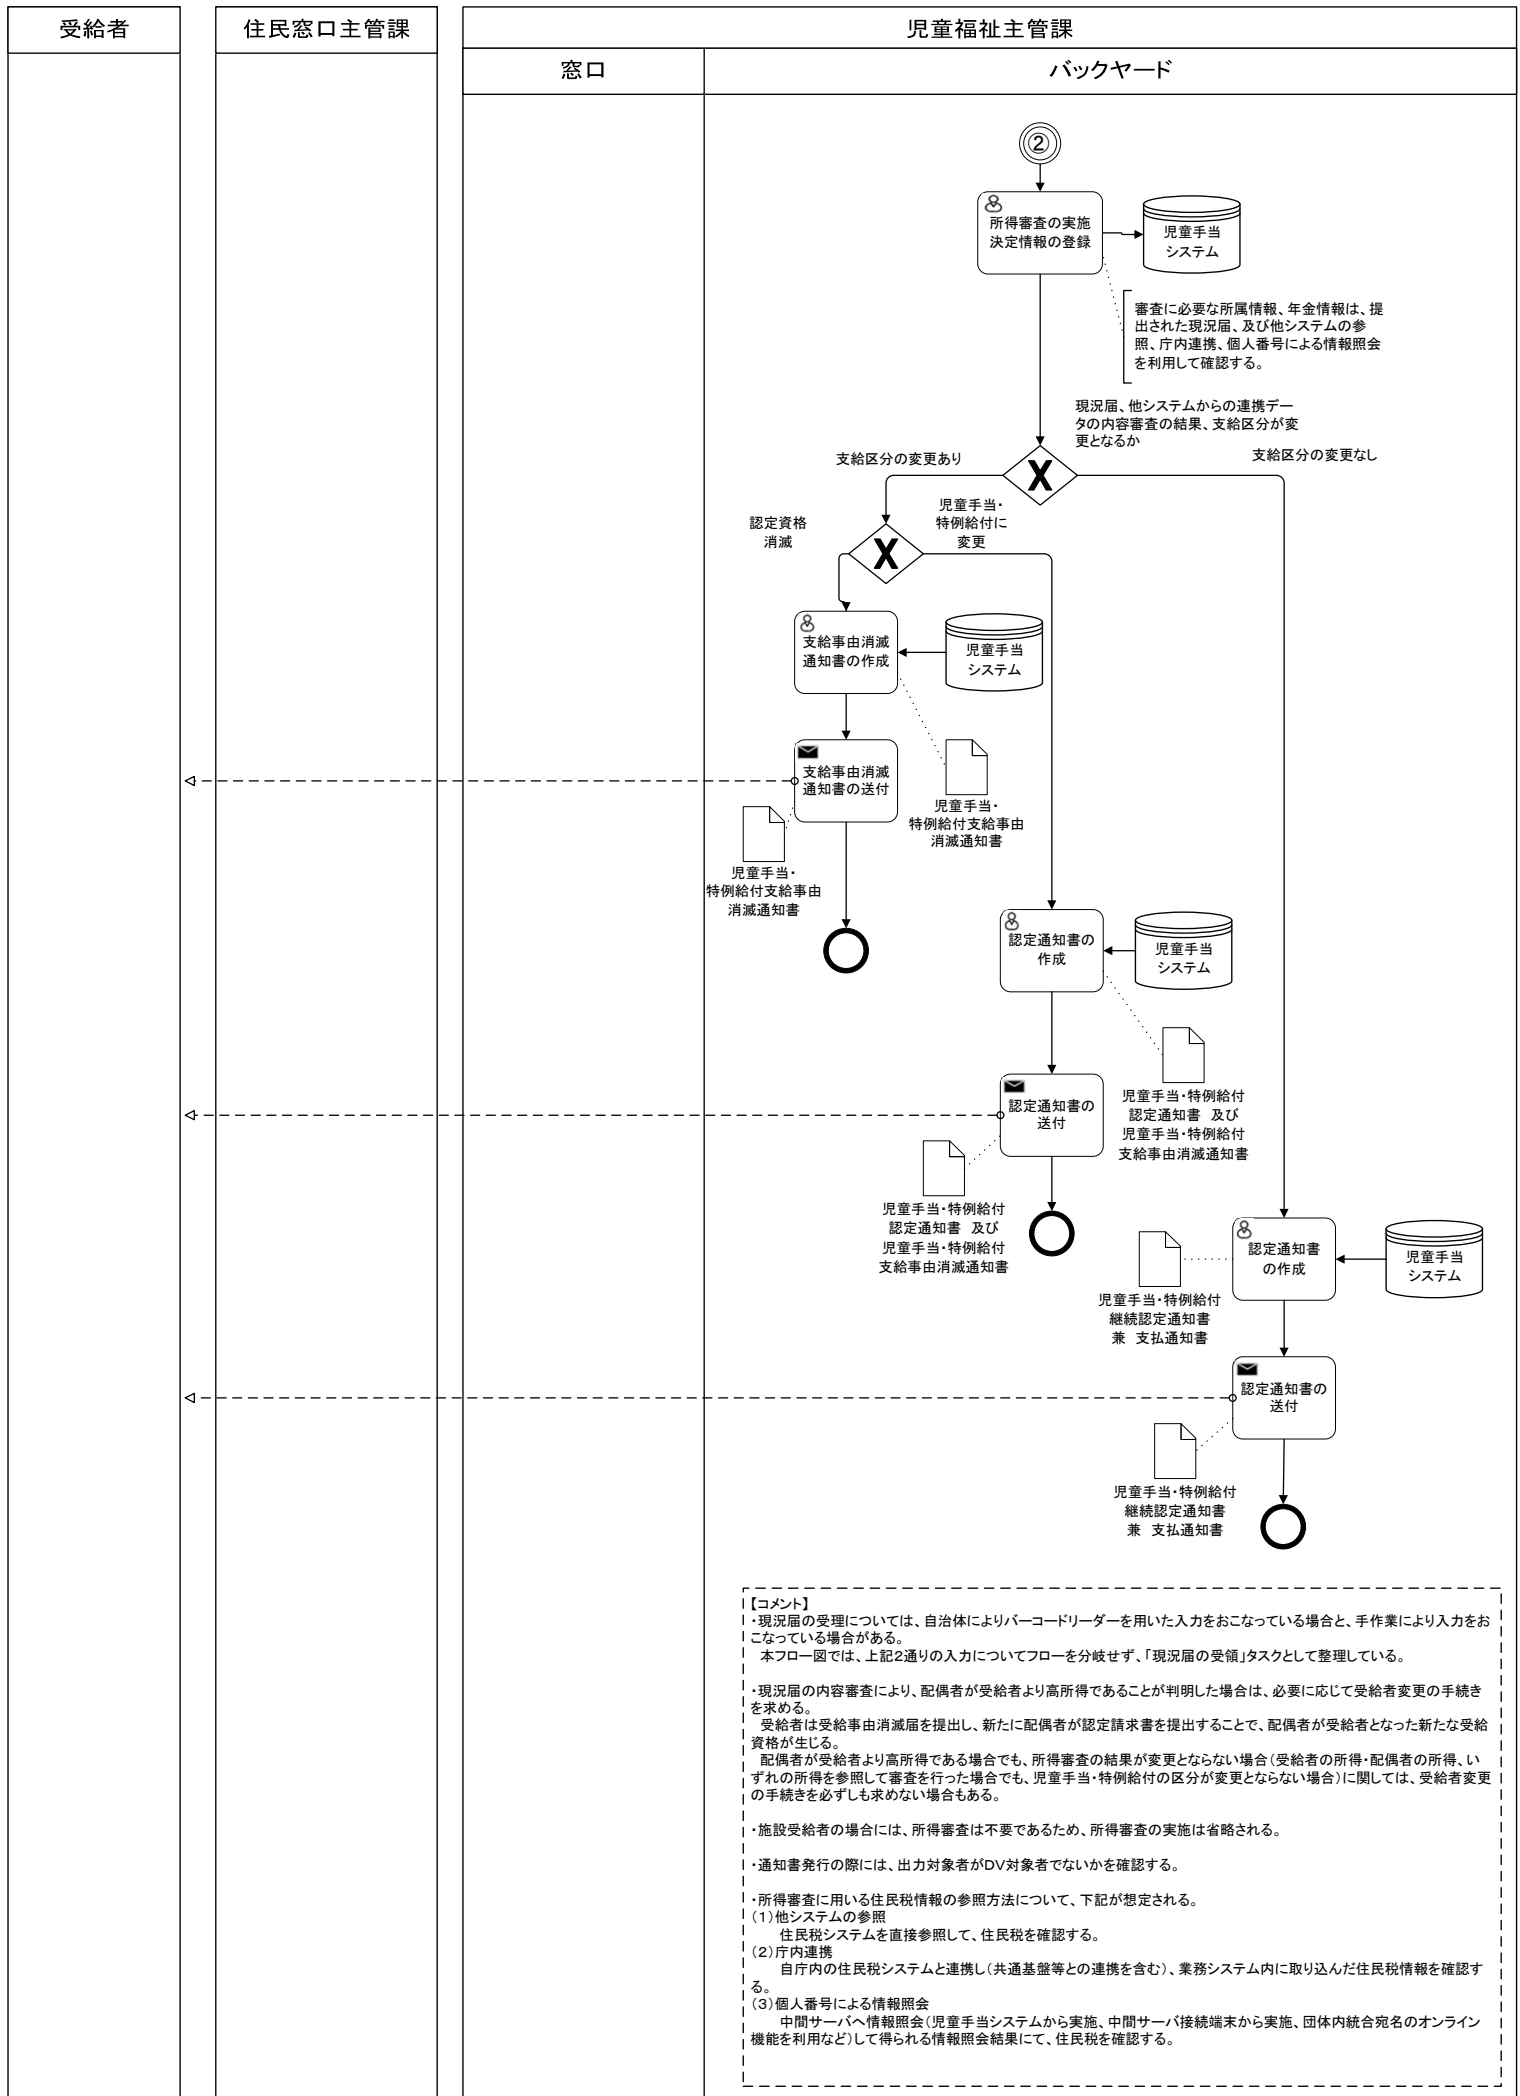 受給者
住民窓口主管課
児童福祉主管課
窓口
バックヤード
②
所得審査の実施
決定情報の登録
児童手当
システム
審査に必要な所属情報、年金情報は、提
出された現況届、及び他システムの参
照、庁内連携、個人番号による情報照会
を利用して確認する。
現況届、他システムからの連携デー
タの内容審査の結果、支給区分が変
更となるか
支給区分の変更あり
支給区分の変更なし
X
児童手当・
特例給付に
変更
認定資格
消滅
X
支給事由消滅
通知書の作成
児童手当
システム
支給事由消滅
通知書の送付
児童手当・
特例給付支給事由
消滅通知書
児童手当・
特例給付支給事由
消滅通知書
認定通知書の
作成
児童手当
システム
認定通知書の
送付
児童手当・特例給付
認定通知書 及び
児童手当・特例給付
支給事由消滅通知書
児童手当・特例給付
認定通知書 及び
児童手当・特例給付
支給事由消滅通知書
認定通知書
の作成
児童手当
システム
児童手当・特例給付
継続認定通知書
兼 支払通知書
認定通知書の
送付
児童手当・特例給付
継続認定通知書
兼 支払通知書
【コメント】
・現況届の受理については、自治体によりバーコードリーダーを用いた入力をおこなっている場合と、手作業により入力をお
こなっている場合がある。
本フロー図では、上記2通りの入力についてフローを分岐せず、「現況届の受領」タスクとして整理している。
・現況届の内容審査により、配偶者が受給者より高所得であることが判明した場合は、必要に応じて受給者変更の手続き
を求める。
受給者は受給事由消滅届を提出し、新たに配偶者が認定請求書を提出することで、配偶者が受給者となった新たな受給
資格が生じる。
配偶者が受給者より高所得である場合でも、所得審査の結果が変更とならない場合（受給者の所得・配偶者の所得、い
ずれの所得を参照して審査を行った場合でも、児童手当・特例給付の区分が変更とならない場合）に関しては、受給者変更
の手続きを必ずしも求めない場合もある。
・施設受給者の場合には、所得審査は不要であるため、所得審査の実施は省略される。
・通知書発行の際には、出力対象者がDV対象者でないかを確認する。
・所得審査に用いる住民税情報の参照方法について、下記が想定される。
（1）他システムの参照
住民税システムを直接参照して、住民税を確認する。
（2）庁内連携
自庁内の住民税システムと連携し（共通基盤等との連携を含む）、業務システム内に取り込んだ住民税情報を確認す
る。
（3）個人番号による情報照会
中間サーバへ情報照会（児童手当システムから実施、中間サーバ接続端末から実施、団体内統合宛名のオンライン
機能を利用など）して得られる情報照会結果にて、住民税を確認する。